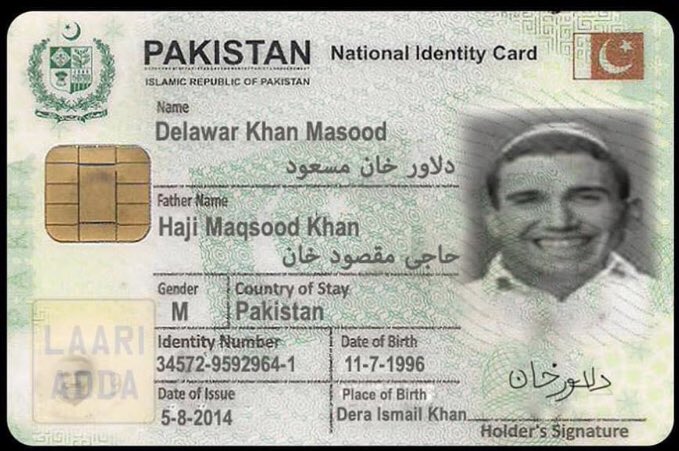 PAKISTAN National Identity Card
ISLAMIC REPUBLIC OF PAKISTAN
Name
Delawar Khan Masood
دلاور خان مسعود
Father Name
Haji Maqsood Khan
حاجی مقصود خان
Gender Country of Stay
M Pakistan
Identity Number Date of Birth
34572-9592964-1 11-7-1996
Date of Issue Place of Birth
5-8-2014 Dera Ismail Khan
LAARI
ADDA
دلاور خان
Holder's Signature